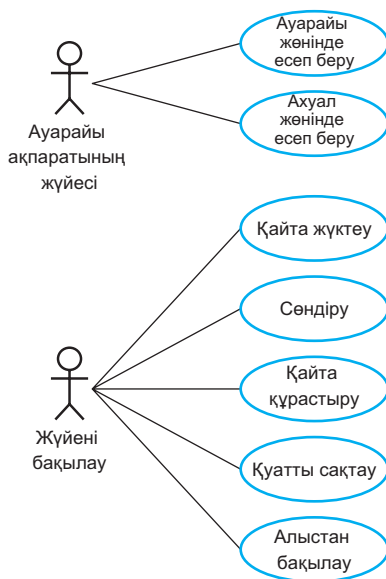 Ауарайы
жөнінде
есеп беру
Ахуал
жөнінде
есеп беру
Ауарайы
ақпаратының
жүйесі
Қайта жүктеу
Сөндіру
Қайта
құрастыру
Қуатты сақтау
Алыстан
бақылау
Жүйені
бақылау